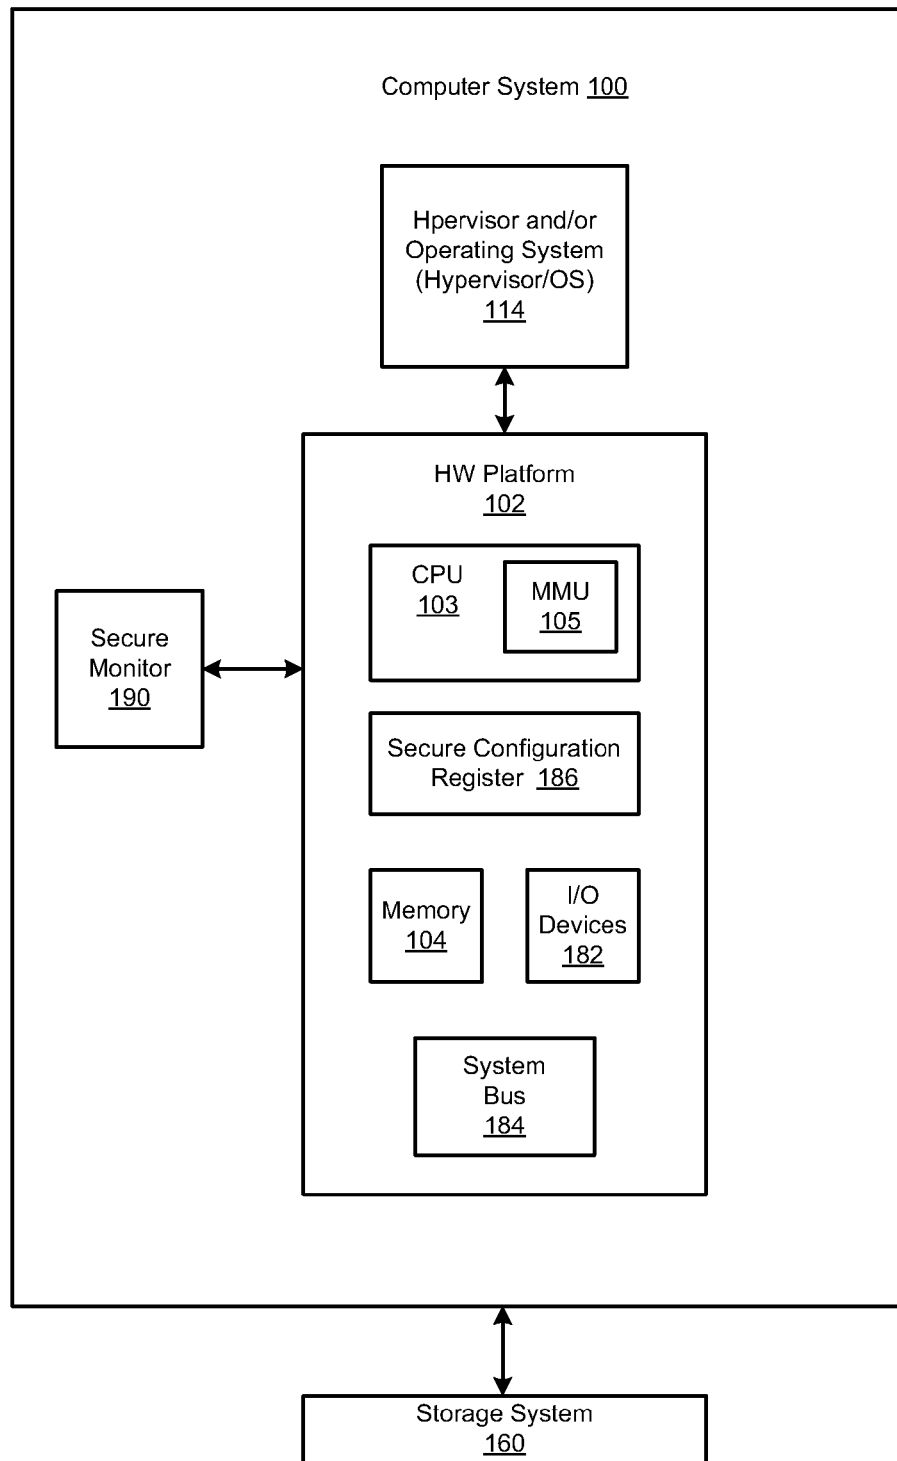 Computer System 100
Hpervisor and/or
Operating System
(Hypervisor/OS)
114
HW Platform
102
CPU
103
MMU
105
Secure
Monitor
190
Secure Configuration
Register 186
Memory
104
I/O
Devices
182
System
Bus
184
Storage System
160